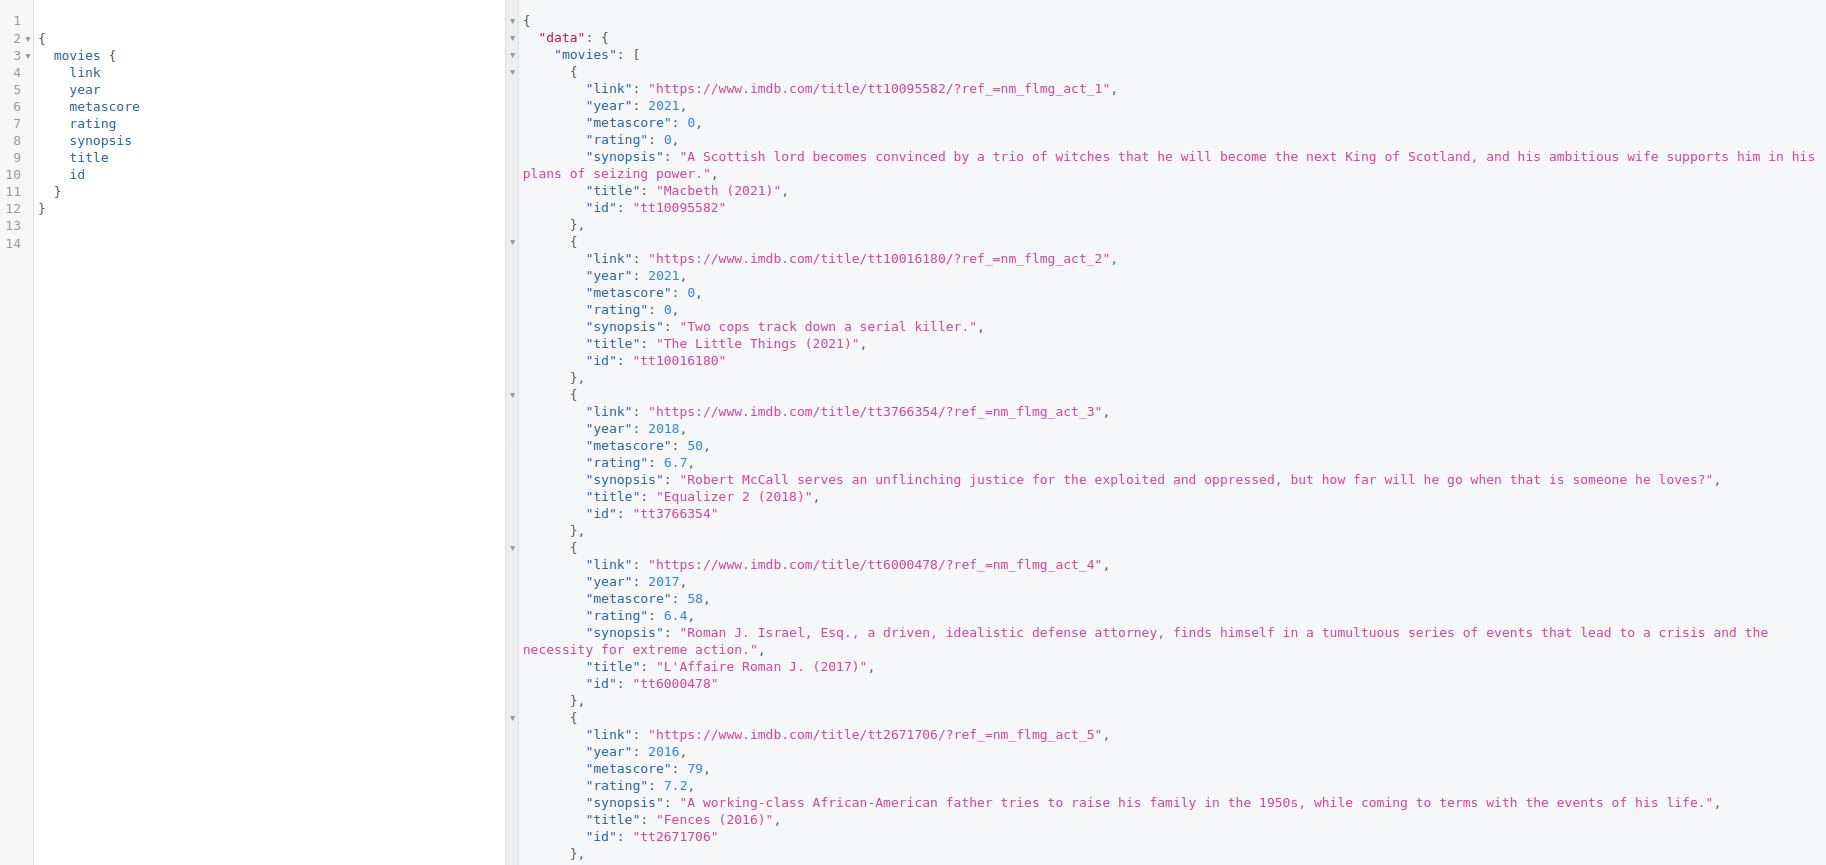 1
2 {
3 movies {
4 link
5 year
6 metascore
7 rating
8 synopsis
9 title
10 id
11 }
12 }
13
14
{
"data": {
"movies": [
{
"link": "https://www.imdb.com/title/tt10095582/?ref_=nm_flmg_act_1",
"year": 2021,
"metascore": 0,
"rating": 0,
"synopsis": "A Scottish lord becomes convinced by a trio of witches that he will become the next King of Scotland, and his ambitious wife supports him in his
plans of seizing power.",
"title": "Macbeth (2021)",
"id": "tt10095582"
},
{
"link": "https://www.imdb.com/title/tt10016180/?ref_=nm_flmg_act_2",
"year": 2021,
"metascore": 0,
"rating": 0,
"synopsis": "Two cops track down a serial killer.",
"title": "The Little Things (2021)",
"id": "tt10016180"
},
{
"link": "https://www.imdb.com/title/tt3766354/?ref_=nm_flmg_act_3",
"year": 2018,
"metascore": 50,
"rating": 6.7,
"synopsis": "Robert McCall serves an unflinching justice for the exploited and oppressed, but how far will he go when that is someone he loves?",
"title": "Equalizer 2 (2018)",
"id": "tt3766354"
},
{
"link": "https://www.imdb.com/title/tt6000478/?ref_=nm_flmg_act_4",
"year": 2017,
"metascore": 58,
"rating": 6.4,
"synopsis": "Roman J. Israel, Esq., a driven, idealistic defense attorney, finds himself in a tumultuous series of events that lead to a crisis and the
necessity for extreme action.",
"title": "L'Affaire Roman J. (2017)",
"id": "tt6000478"
},
{
"link": "https://www.imdb.com/title/tt2671706/?ref_=nm_flmg_act_5",
"year": 2016,
"metascore": 79,
"rating": 7.2,
"synopsis": "A working-class African-American father tries to raise his family in the 1950s, while coming to terms with the events of his life.",
"title": "Fences (2016)",
"id": "tt2671706"
},